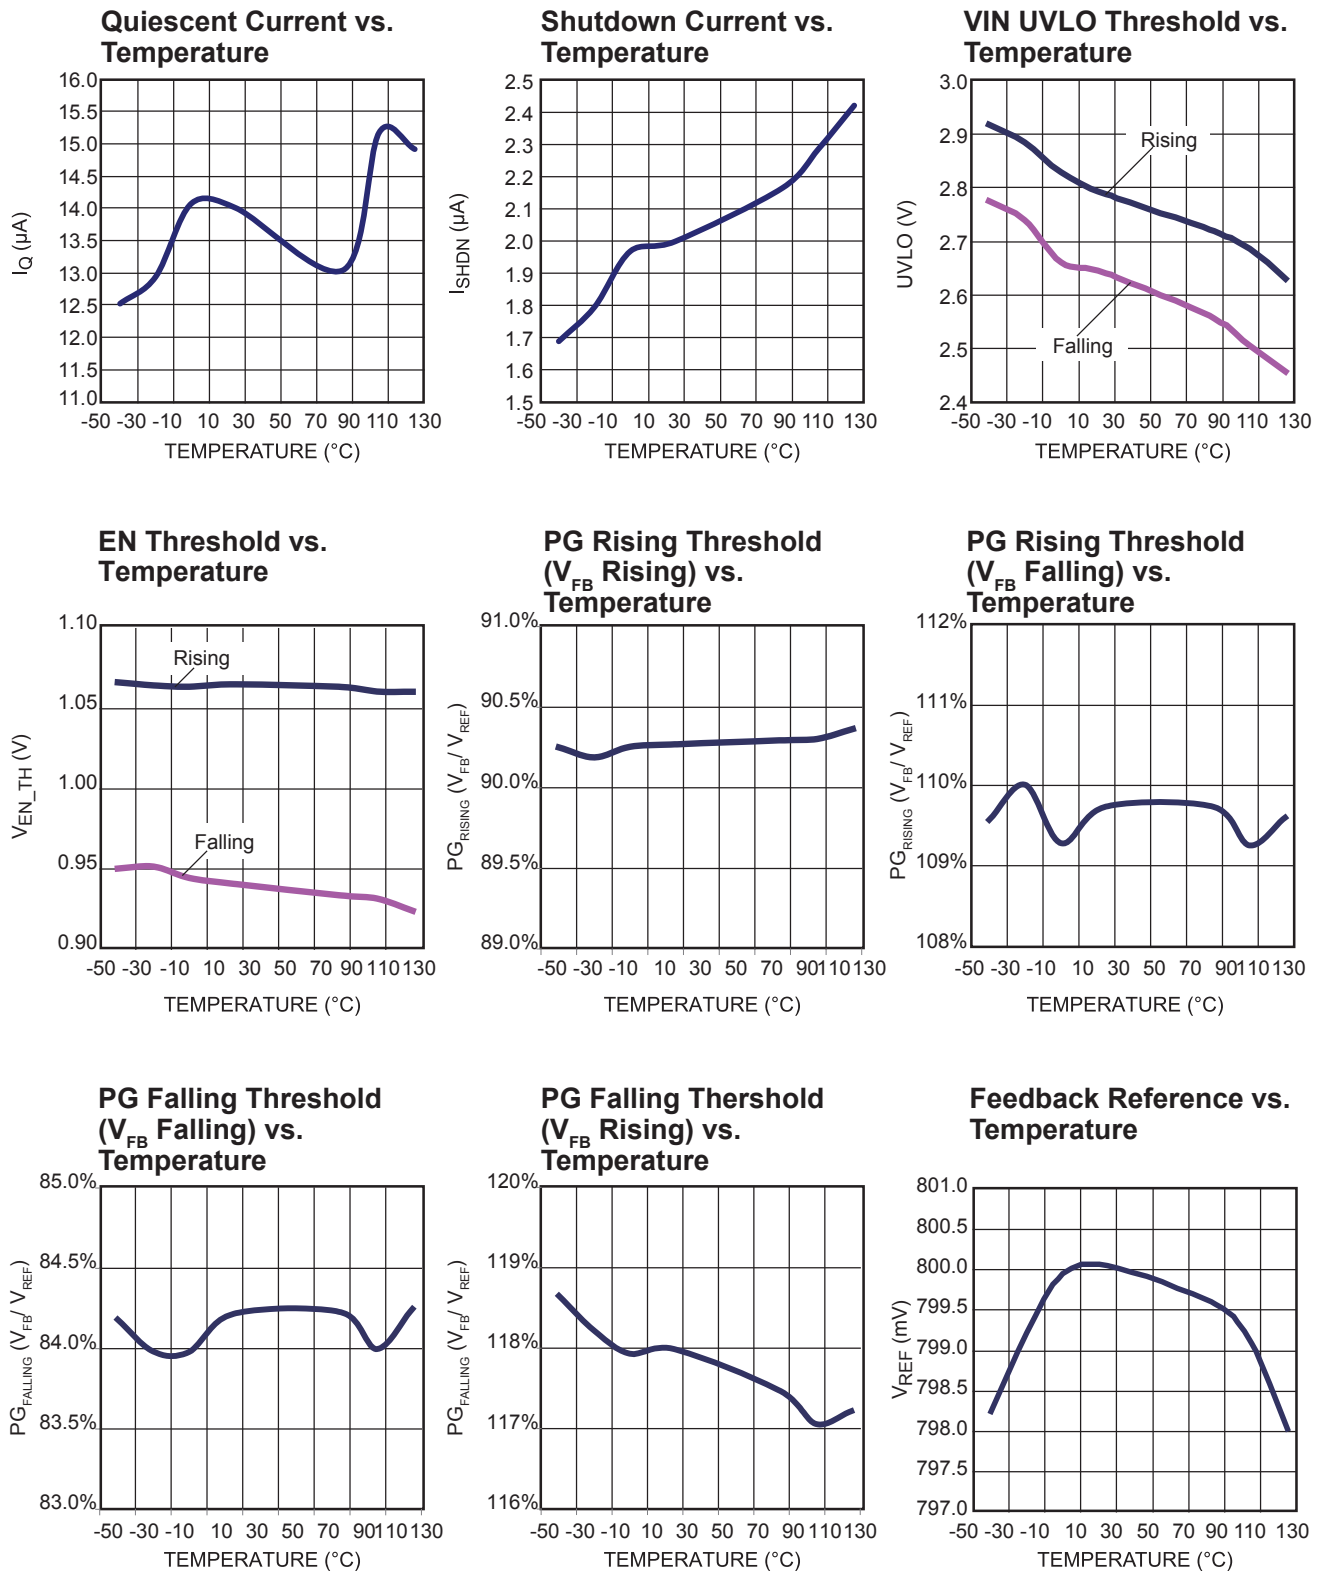 Quiescent Current vs.
Temperature
16.0
15.5
15.0
14.5
14.0
13.5
13.0
12.5
12.0
11.5
11.0
IQ (µA)
-50 -30 -10 10 30 50 70 90 110 130
TEMPERATURE (°C)
Shutdown Current vs.
Temperature
2.5
2.4
2.3
2.2
2.1
2.0
1.9
1.8
1.7
1.6
1.5
ISHDN (µA)
-50 -30 -10 10 30 50 70 90 110 130
TEMPERATURE (°C)
VIN UVLO Threshold vs.
Temperature
3.0
2.9
2.8
2.7
2.6
2.5
2.4
UVLO (V)
Rising
Falling
-50 -30 -10 10 30 50 70 90 110 130
TEMPERATURE (°C)
EN Threshold vs.
Temperature
1.10
1.05
1.00
0.95
0.90
VEN_TH (V)
Rising
Falling
-50 -30 -10 10 30 50 70 90 110 130
TEMPERATURE (°C)
PG Rising Threshold
(VFB Rising) vs.
Temperature
91.0%
90.5%
90.0%
89.5%
89.0%
PGRISING (VFB/ VREF)
-50 -30 -10 10 30 50 70 90 110 130
TEMPERATURE (°C)
PG Rising Threshold
(VFB Falling) vs.
Temperature
112%
111%
110%
109%
108%
PGRISING (VFB/ VREF)
-50 -30 -10 10 30 50 70 90 110 130
TEMPERATURE (°C)
PG Falling Threshold
(VFB Falling) vs.
Temperature
85.0%
84.5%
84.0%
83.5%
83.0%
PGFALLING (VFB/ VREF)
-50 -30 -10 10 30 50 70 90 110 130
TEMPERATURE (°C)
PG Falling Thershold
(VFB Rising) vs.
Temperature
120%
119%
118%
117%
116%
PGFALLING (VFB/ VREF)
-50 -30 -10 10 30 50 70 90 110 130
TEMPERATURE (°C)
Feedback Reference vs.
Temperature
801.0
800.5
800.0
799.5
799.0
798.5
798.0
797.5
797.0
VREF (mV)
-50 -30 -10 10 30 50 70 90 110 130
TEMPERATURE (°C)